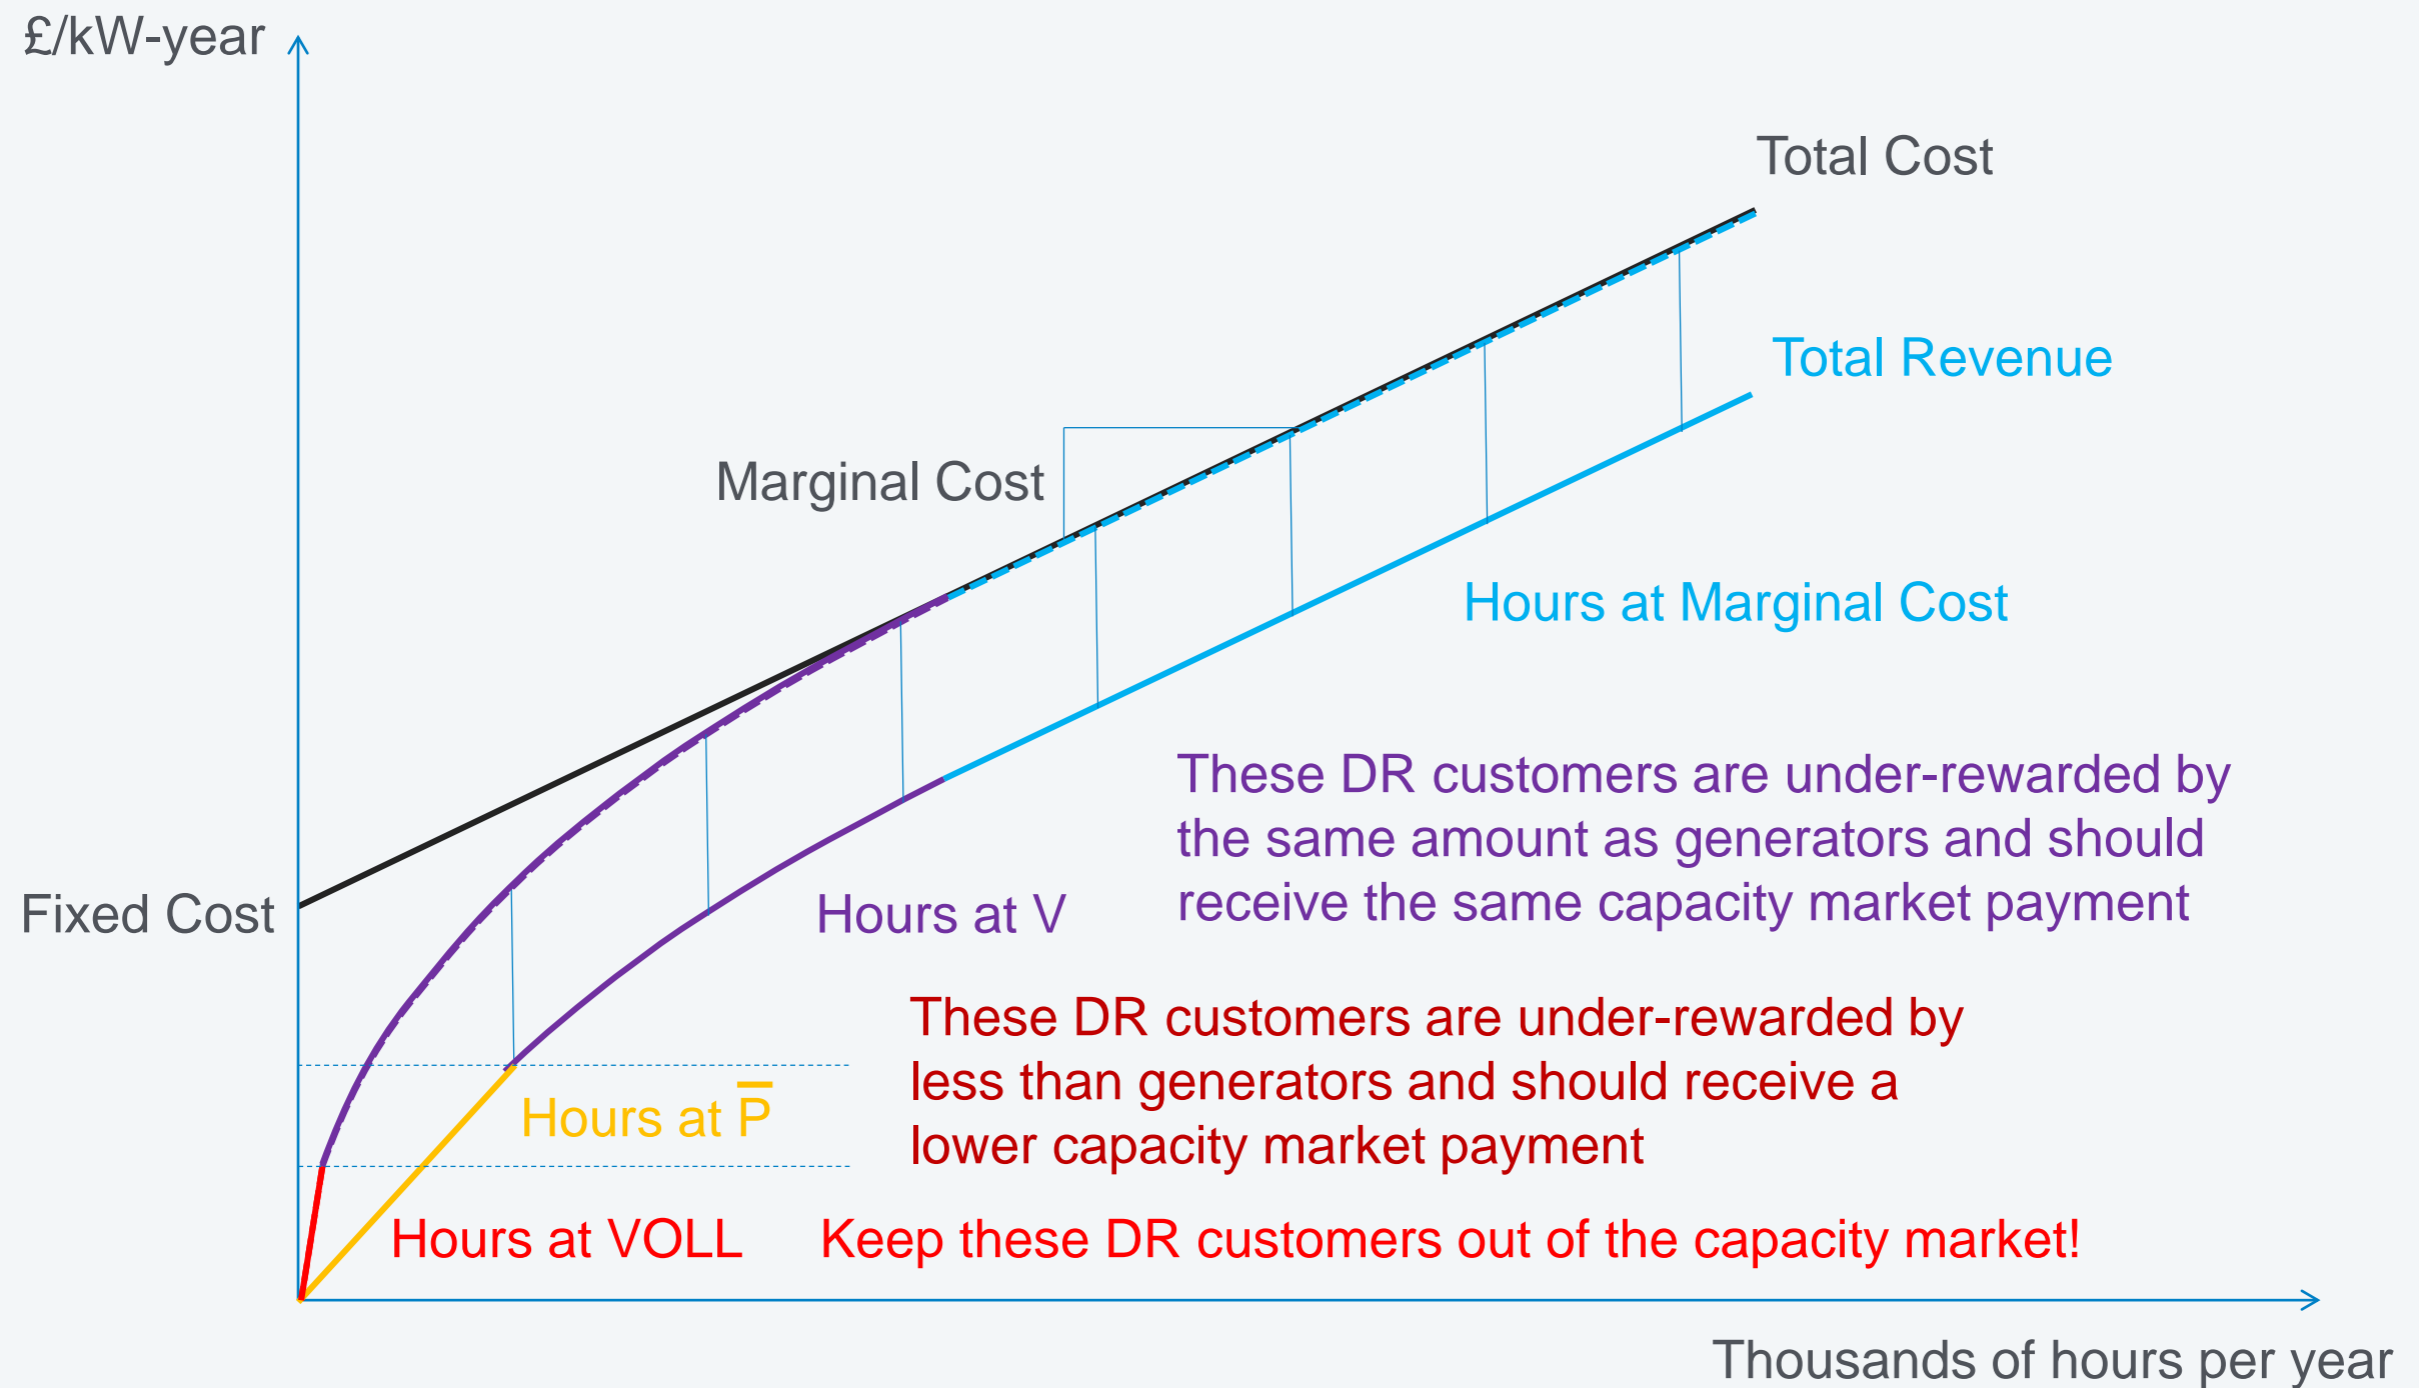 £/kW-year
Total Cost
Total Revenue
Marginal Cost
Hours at Marginal Cost
These DR customers are under-rewarded by
the same amount as generators and should
receive the same capacity market payment
Fixed Cost
Hours at V
These DR customers are under-rewarded by
less than generators and should receive a
lower capacity market payment
Hours at P̅
Hours at VOLL
Keep these DR customers out of the capacity market!
Thousands of hours per year